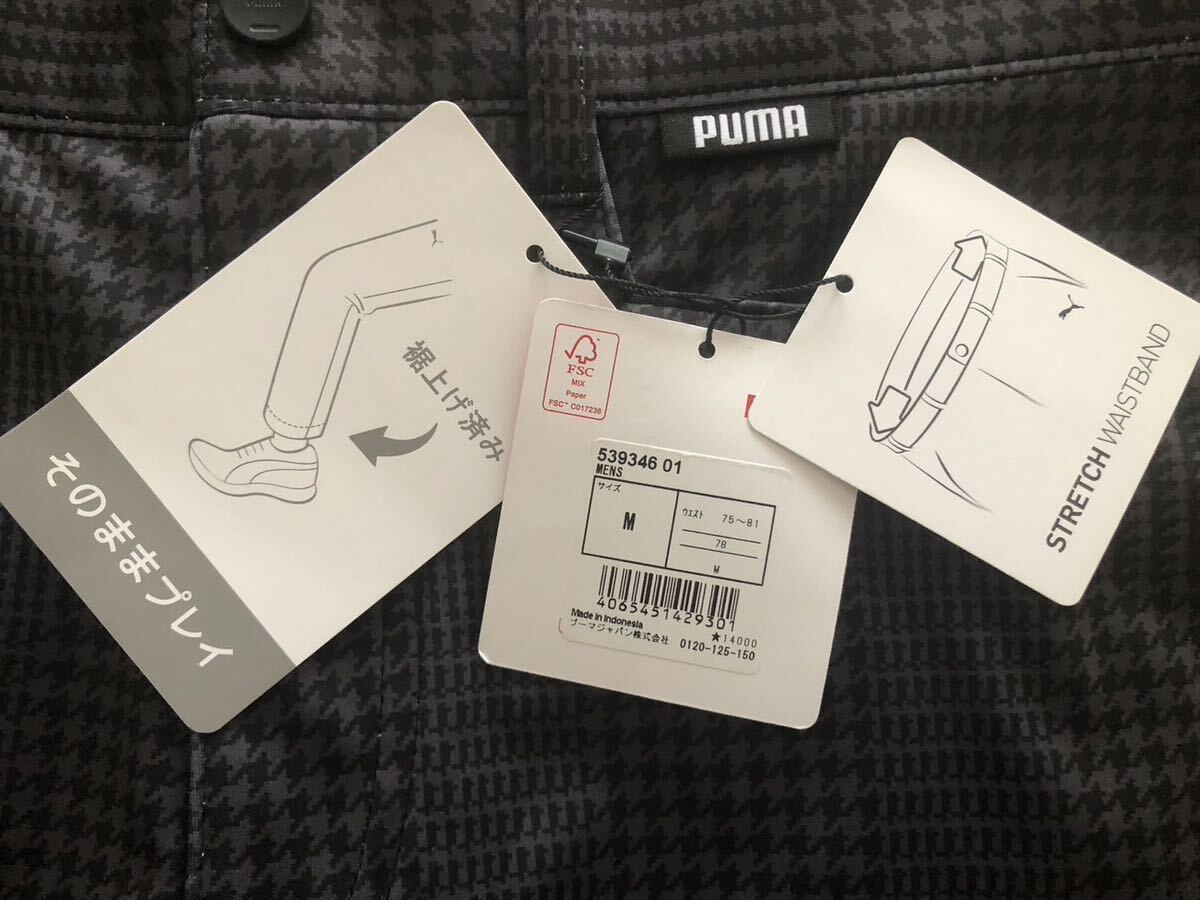 PUMA
PUMA
裾上げ済み
そのままプレイ
FSC
MIX
Paper
FSC™ C017236
539346 01
MENS
サイズ
M
ウエスト 75〜81
78
M
4065451429301
Made in Indonesia
★14000
プーマジャパン株式会社 0120-125-150
STRETCH WAISTBAND